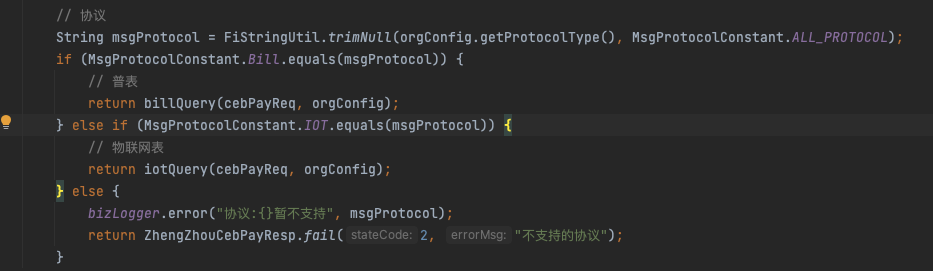 // 协议
String msgProtocol = FiStringUtil.trimNull(orgConfig.getProtocolType(), MsgProtocolConstant.ALL_PROTOCOL);
if (MsgProtocolConstant.Bill.equals(msgProtocol)) {
// 普表
return billQuery(cebPayReq, orgConfig);
} else if (MsgProtocolConstant.IOT.equals(msgProtocol)) {
// 物联网表
return iotQuery(cebPayReq, orgConfig);
} else {
bizLogger.error("协议:{}暂不支持", msgProtocol);
return ZhengZhouCebPayResp.fail( stateCode: 2, errorMsg: "不支持的协议");
}